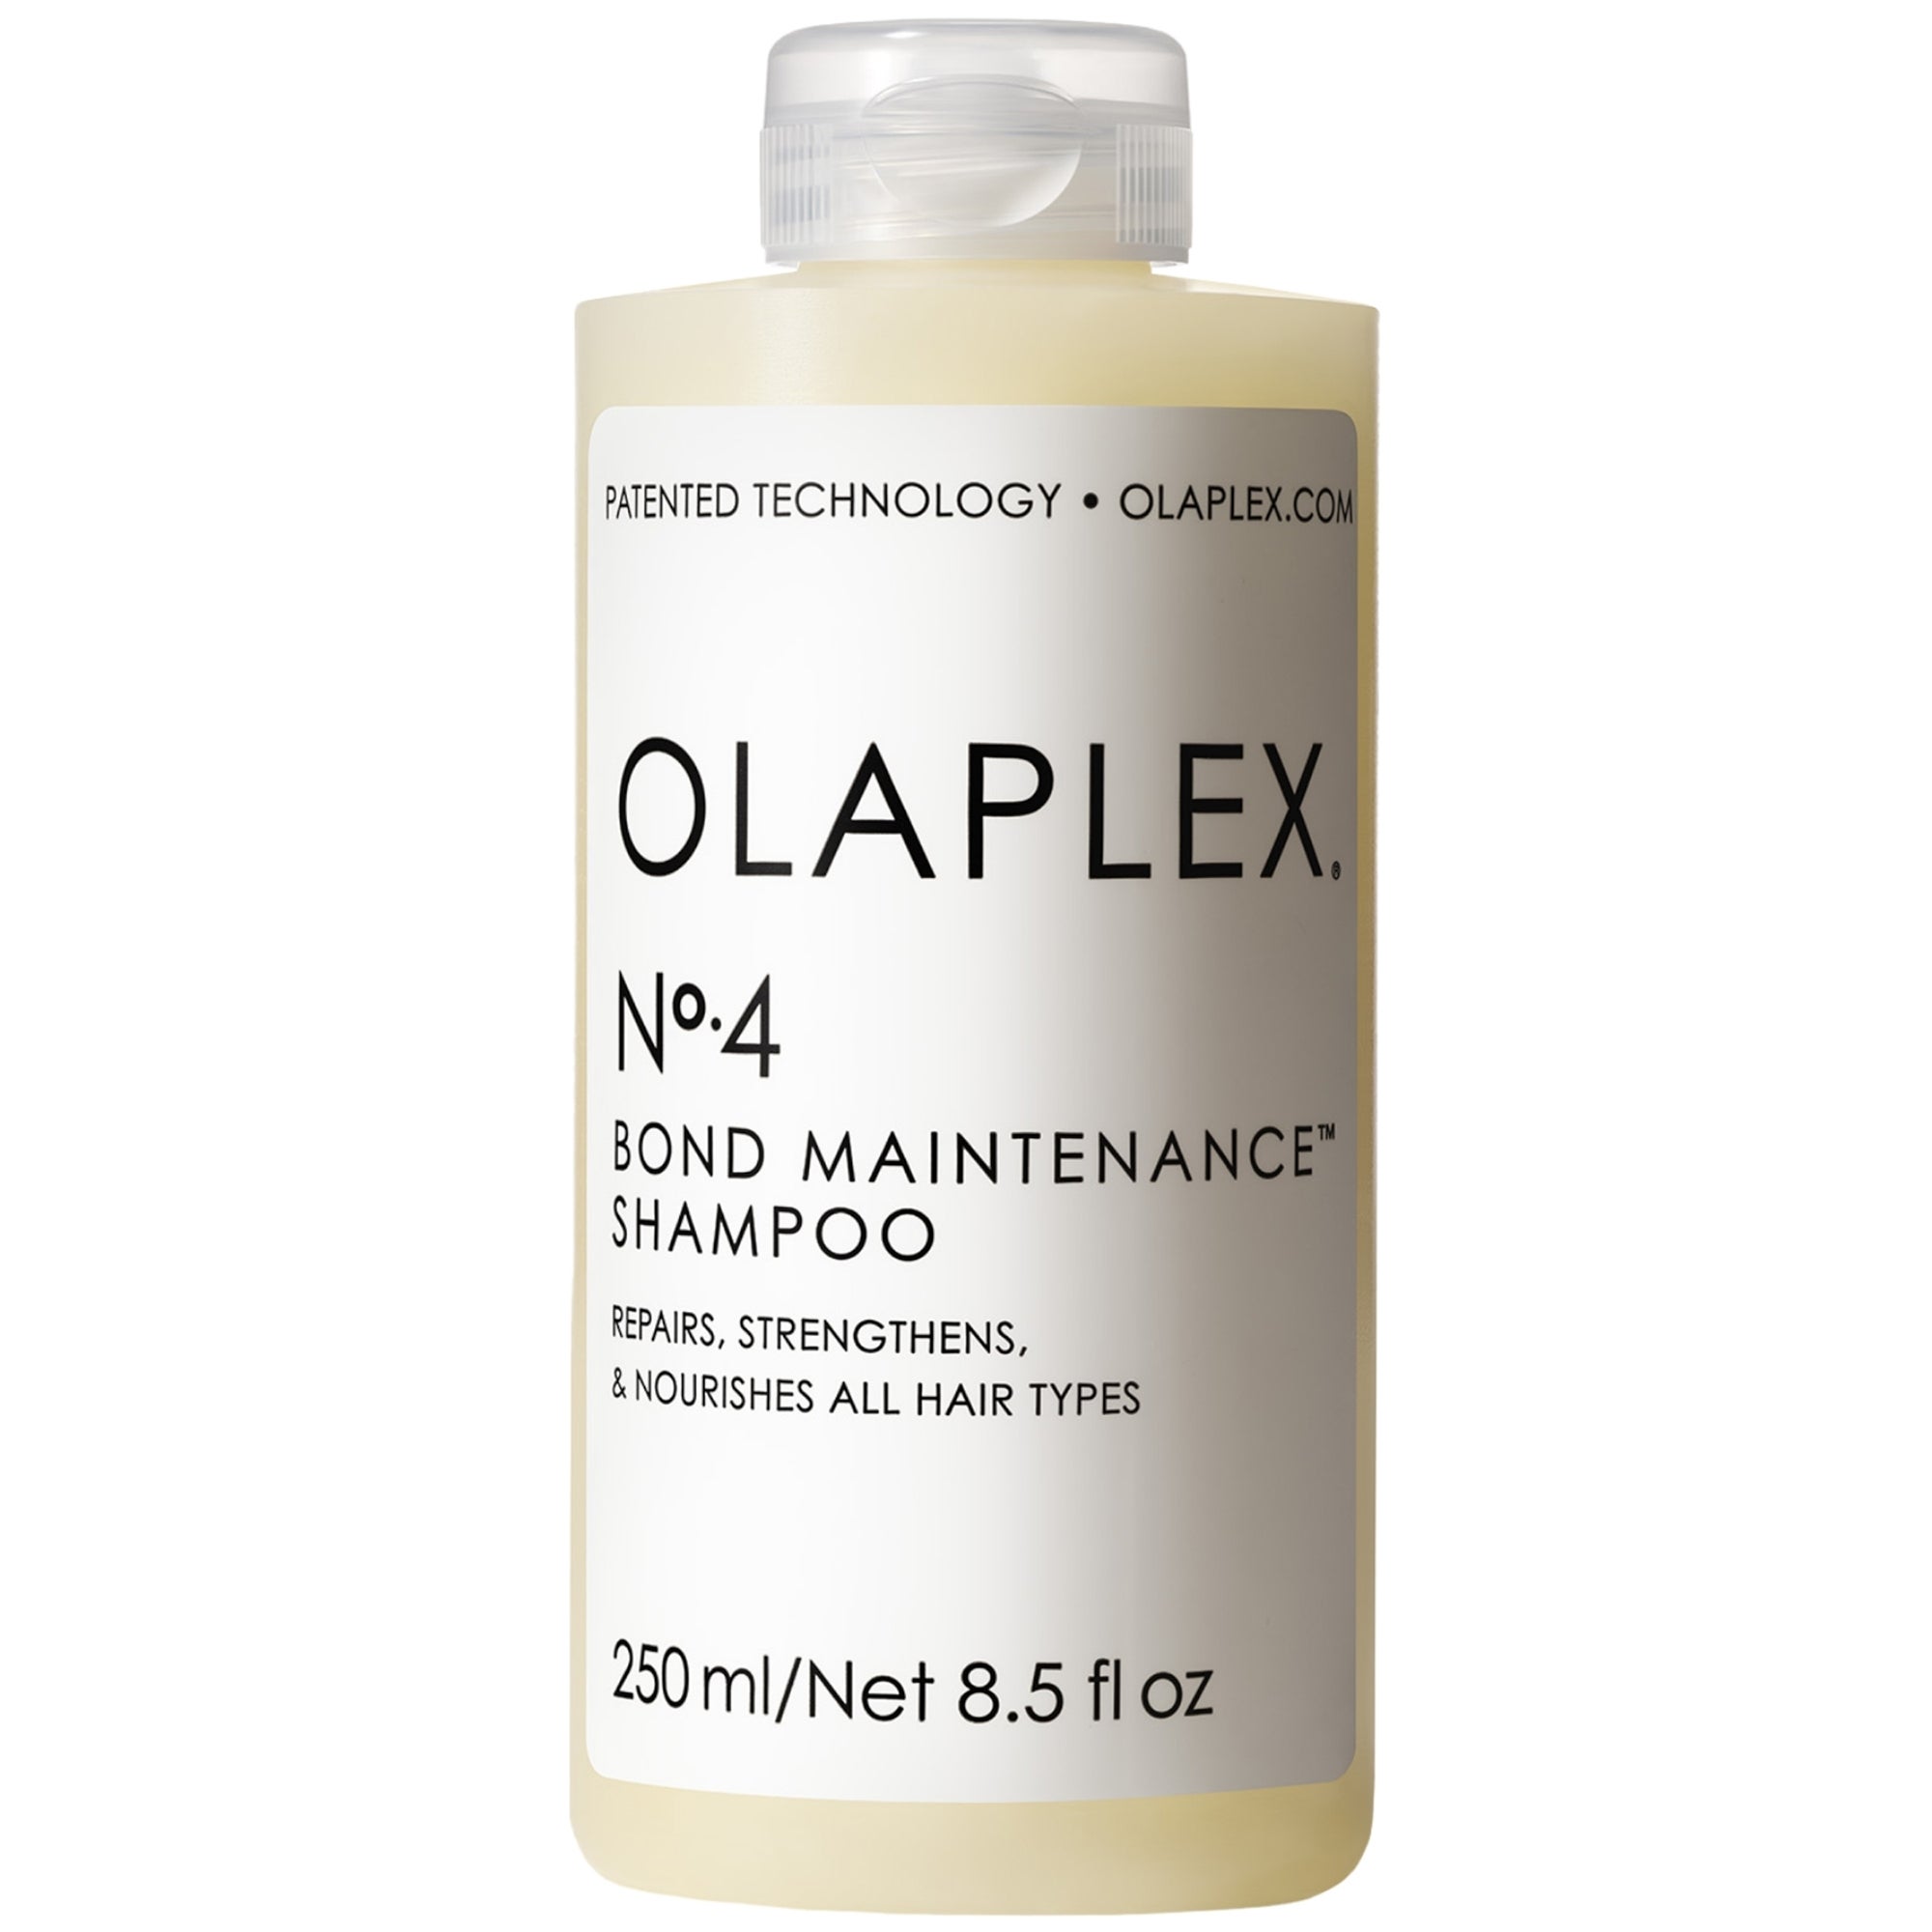 PATENTED TECHNOLOGY • OLAPLEX.COM
OLAPLEX.®
Nº.4
BOND MAINTENANCE™
SHAMPOO
REPAIRS, STRENGTHENS,
& NOURISHES ALL HAIR TYPES
250 ml/Net 8.5 fl oz